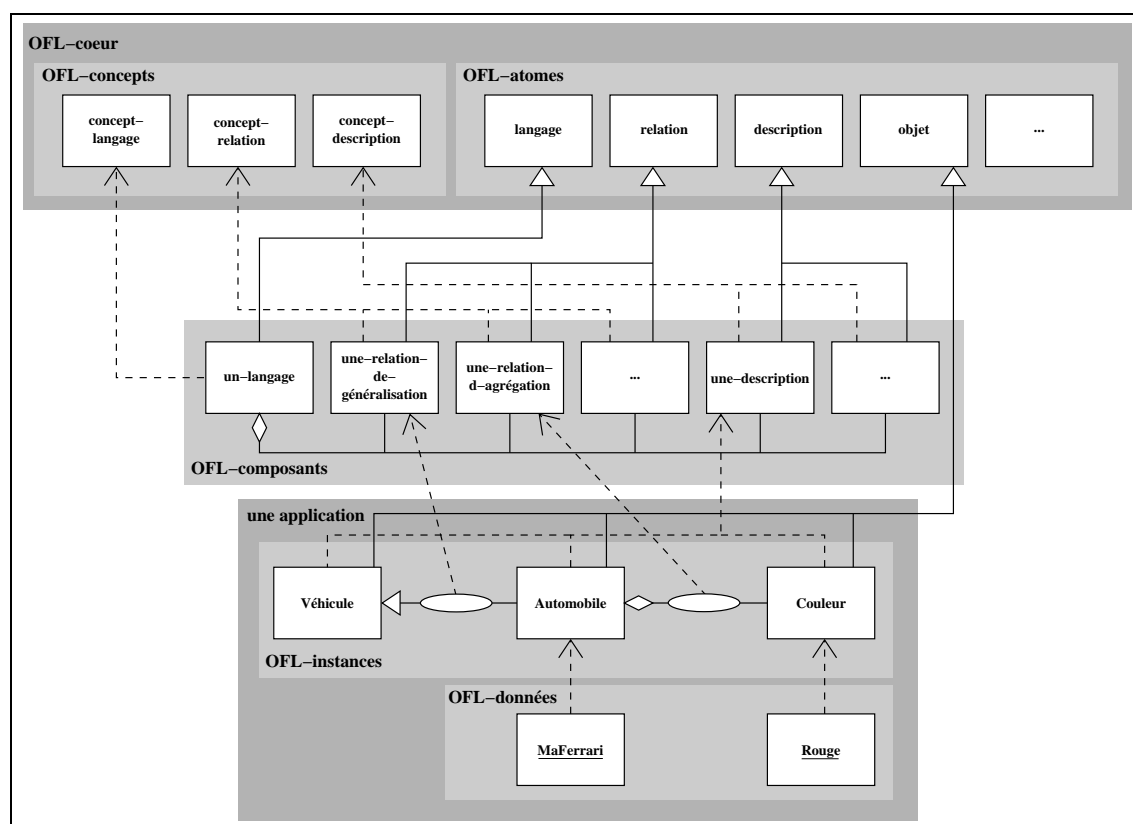 OFL–coeur
OFL–concepts
OFL–atomes
concept–
langage
concept–
relation
concept–
description
langage
relation
description
objet
...
un–langage
une–relation–
de–
généralisation
une–relation–
d–agrégation
...
une–description
...
OFL–composants
une application
Véhicule
Automobile
Couleur
OFL–instances
OFL–données
MaFerrari
Rouge